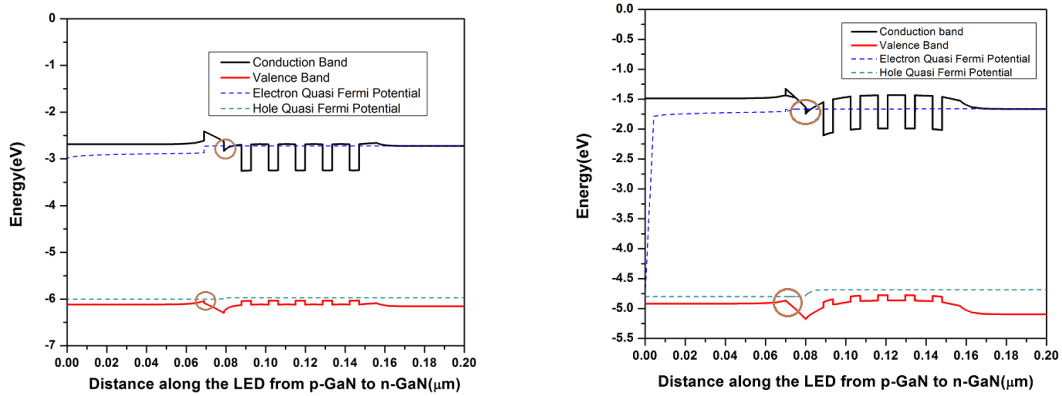 0
-1
-2
-3
-4
-5
-6
-7
Energy(eV)
Conduction Band
Valence Band
Electron Quasi Fermi Potential
Hole Quasi Fermi Potential
0.00 0.02 0.04 0.06 0.08 0.10 0.12 0.14 0.16 0.18 0.20
Distance along the LED from p-GaN to n-GaN(μm)
0.0
-0.5
-1.0
-1.5
-2.0
-2.5
-3.0
-3.5
-4.0
-4.5
-5.0
-5.5
Energy(eV)
Conduction band
Valence Band
Electron Quasi Fermi Potential
Hole Quasi Fermi Potential
0.00 0.02 0.04 0.06 0.08 0.10 0.12 0.14 0.16 0.18 0.20
Distance along the LED from p-GaN to n-GaN(μm)